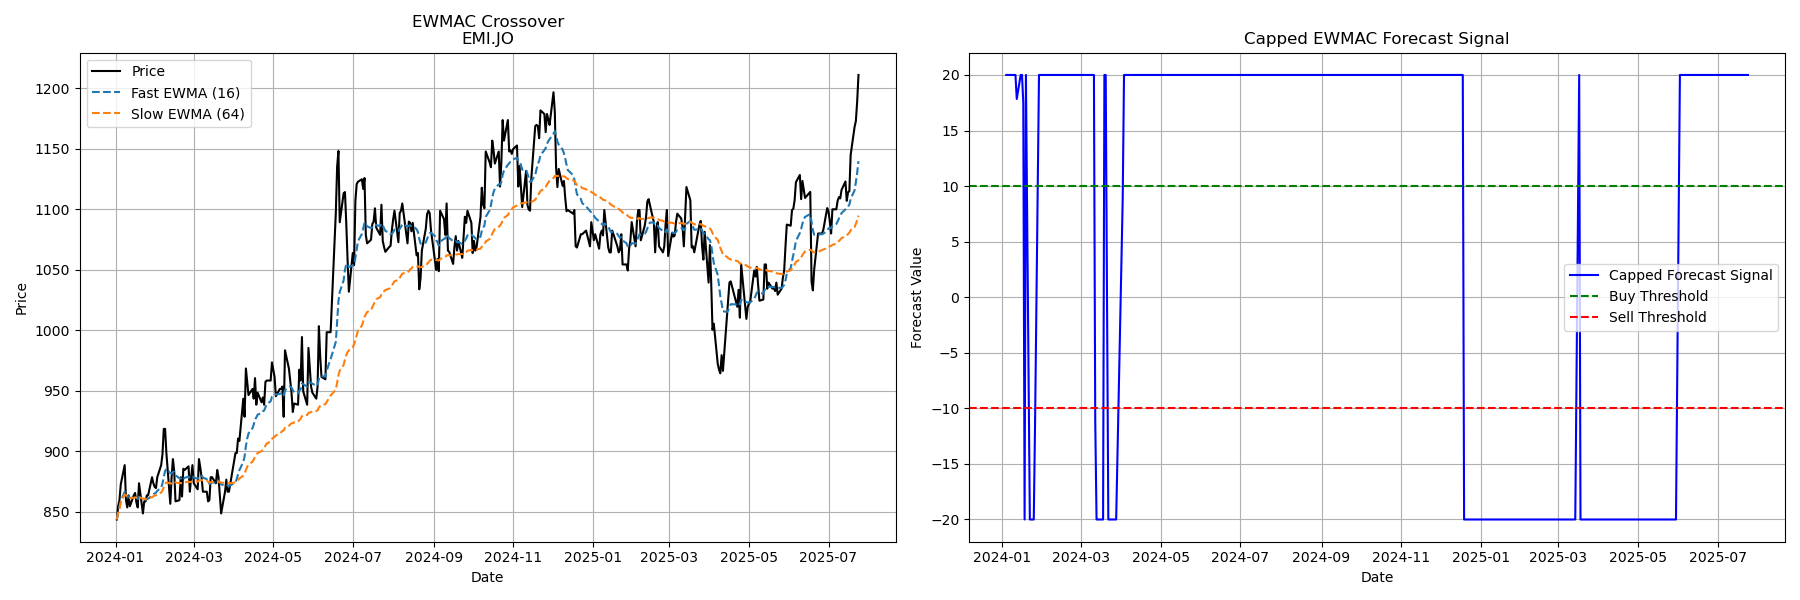 EWMAC Crossover
EMI.JO
Price
Fast EWMA (16)
Slow EWMA (64)
Price
1200
1150
1100
1050
1000
950
900
850
2024-01 2024-03 2024-05 2024-07 2024-09 2024-11 2025-01 2025-03 2025-05 2025-07
Date
Capped EWMAC Forecast Signal
Forecast Value
20
15
10
5
0
−5
−10
−15
−20
Capped Forecast Signal
Buy Threshold
Sell Threshold
2024-01 2024-03 2024-05 2024-07 2024-09 2024-11 2025-01 2025-03 2025-05 2025-07
Date